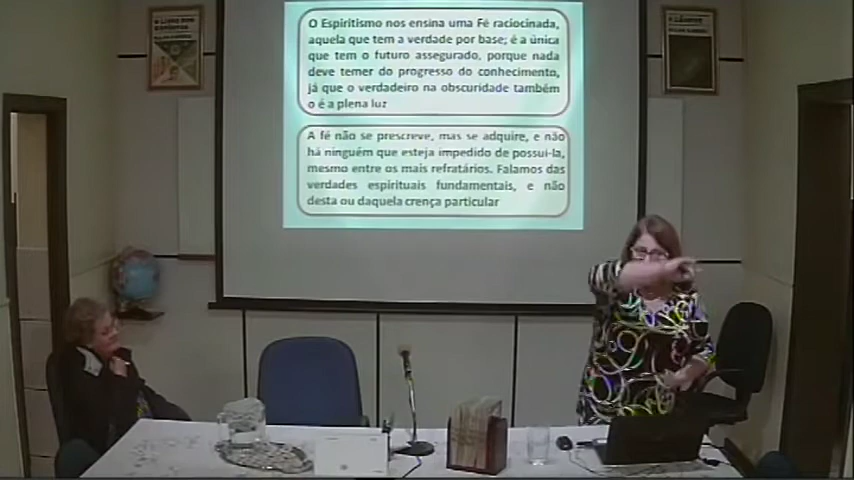 O Espiritismo nos ensina uma Fé raciocinada,
aquela que tem a verdade por base; é a única
que tem o futuro assegurado, porque nada
deve temer do progresso do conhecimento,
já que o verdadeiro na obscuridade também
o é a plena luz
A fé não se prescreve, mas se adquire, e não
há ninguém que esteja impedido de possuí-la,
mesmo entre os mais refratários. Falamos das
verdades espirituais fundamentais, e não
desta ou daquela crença particular